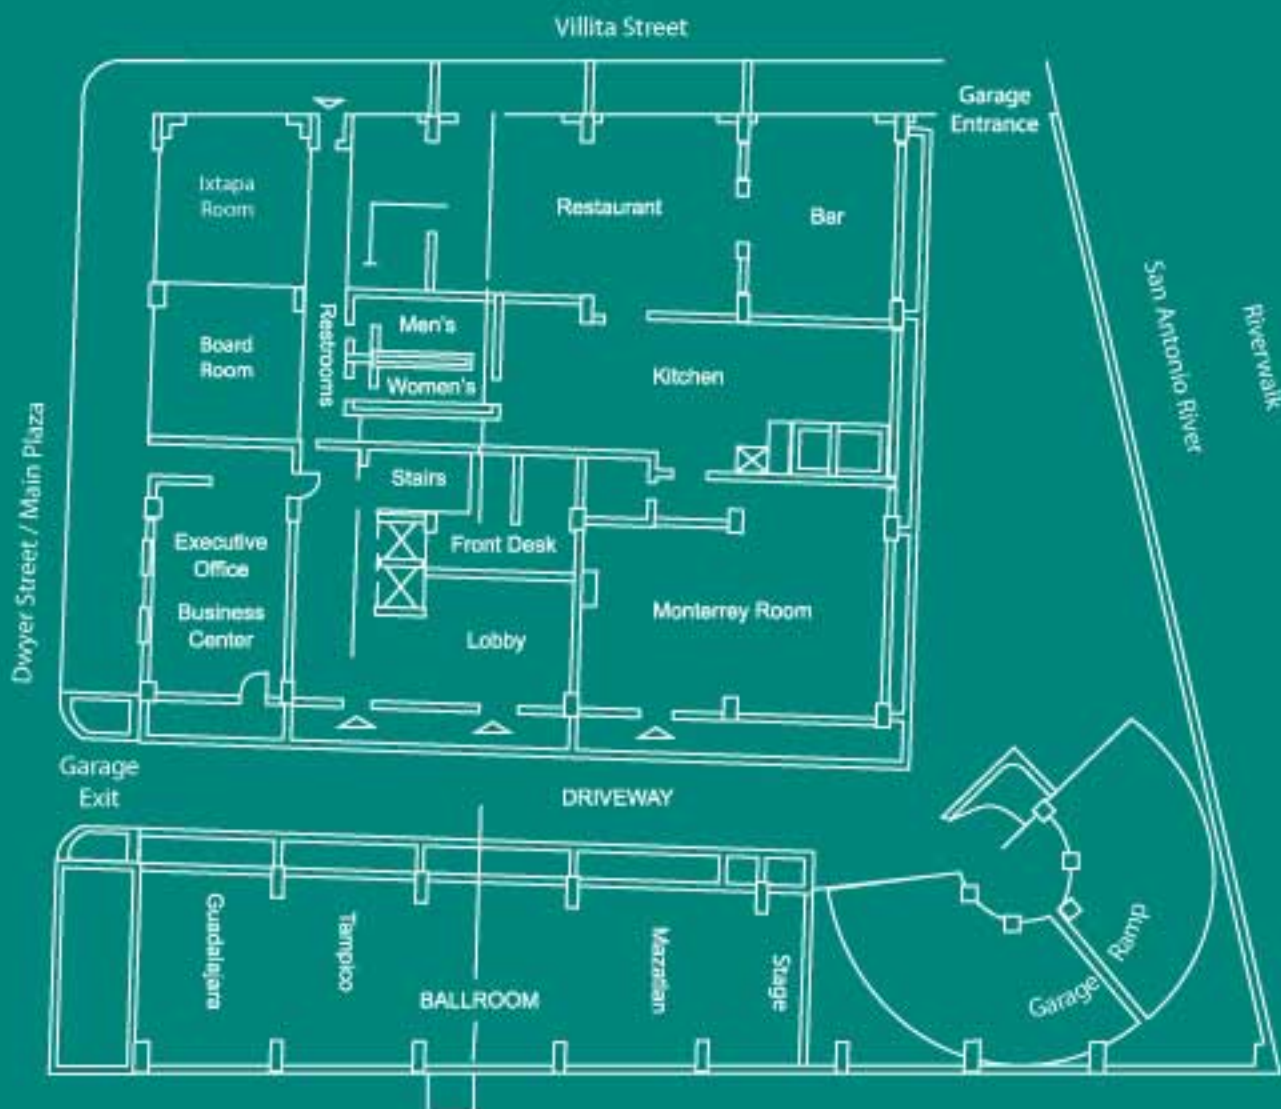 Villita Street
Garage
Entrance
Ixtapa
Room
Restaurant
Bar
San Antonio River
Riverwalk
Restrooms
Men's
Board
Room
Women's
Kitchen
Dwyer Street / Main Plaza
Stairs
Executive
Office
Front Desk
Business
Center
Monterrey Room
Lobby
Garage
Exit
DRIVEWAY
Guadalajara
Tampico
BALLROOM
Mazatlan
Stage
Garage Ramp